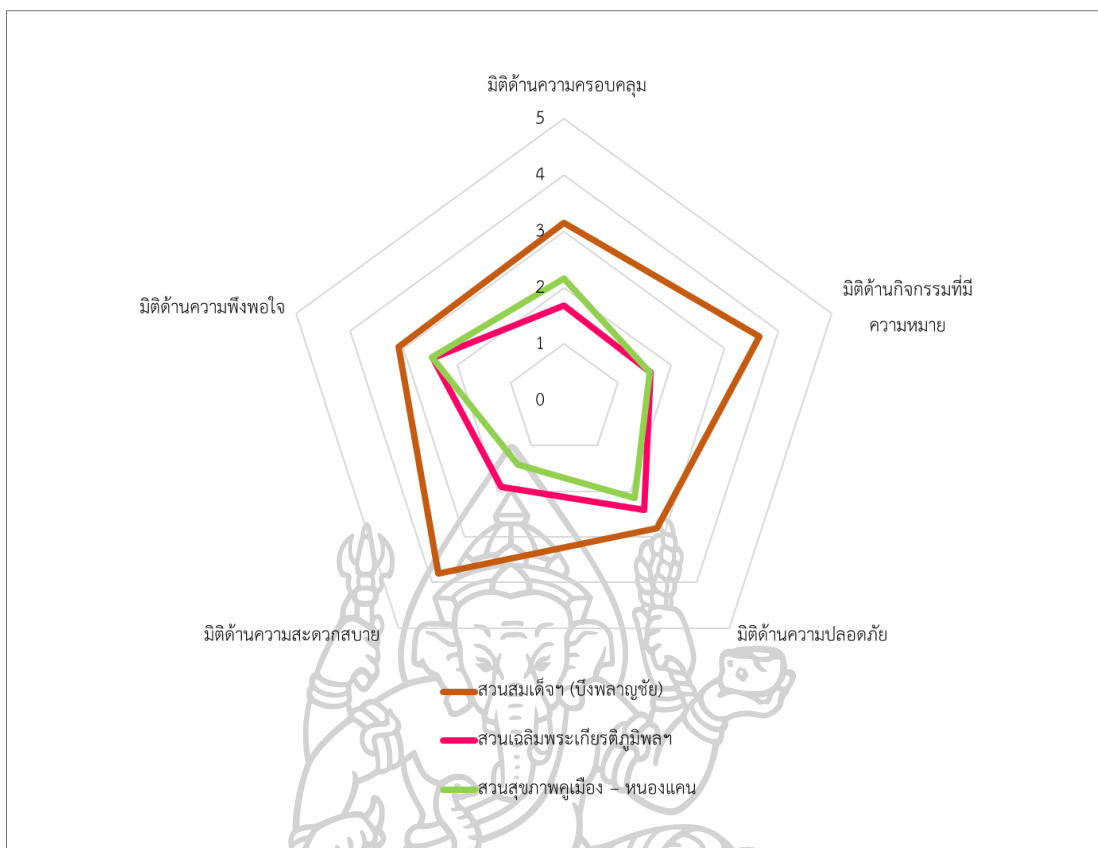 มิติด้านความครอบคลุม
5
4
3
2
1
0
มิติด้านกิจกรรมที่มี
ความหมาย
มิติด้านความพึงพอใจ
มิติด้านความสะดวกสบาย
มิติด้านความปลอดภัย
สวนสมเด็จฯ (บึงพลาญชัย)
สวนเฉลิมพระเกียรติภูมิพลฯ
สวนสุขภาพคูเมือง – หนองแคน